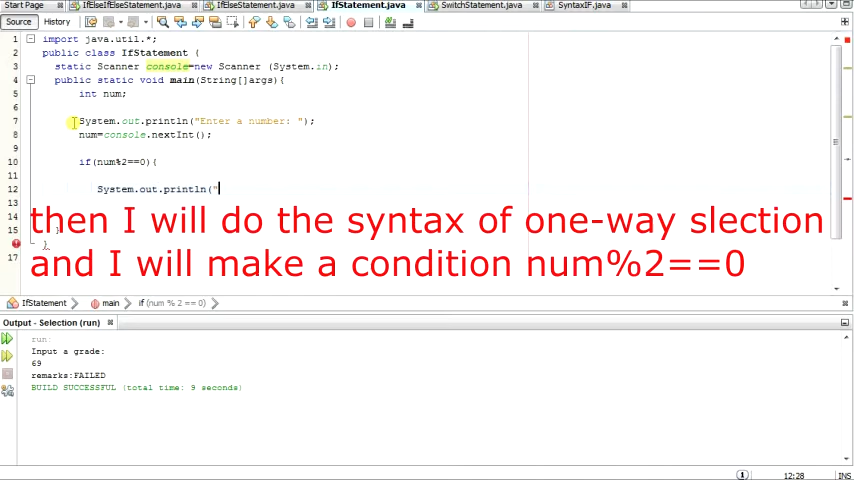 Start Page IfElseIfElseStatement.java IfElseStatement.java IfStatement.java SwitchStatement.java SyntaxIF.java
Source History
1 import java.util.*;
2 public class IfStatement {
3 static Scanner console=new Scanner (System.in);
4 public static void main(String[]args){
5 int num;
6
7 System.out.println("Enter a number: ");
8 num=console.nextInt();
9
10 if(num%2==0){
11
12 System.out.println("
then I will do the syntax of one-way slection
15 }
and I will make a condition num%2==0
}
17
IfStatement main if (num % 2 == 0)
Output - Selection (run)
run:
Input a grade:
69
remarks:FAILED
BUILD SUCCESSFUL (total time: 9 seconds)
1 12:28 INS